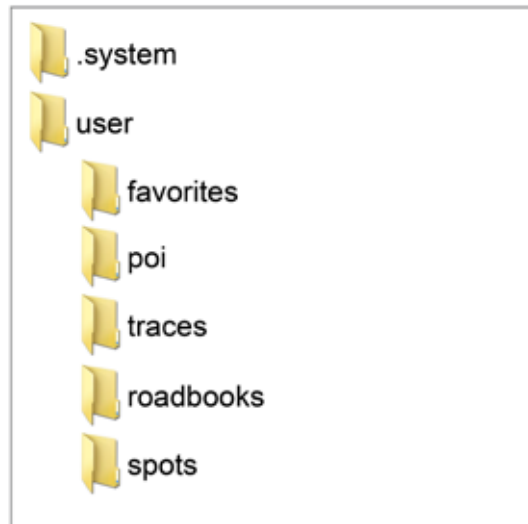 .system
user
favorites
poi
traces
roadbooks
spots